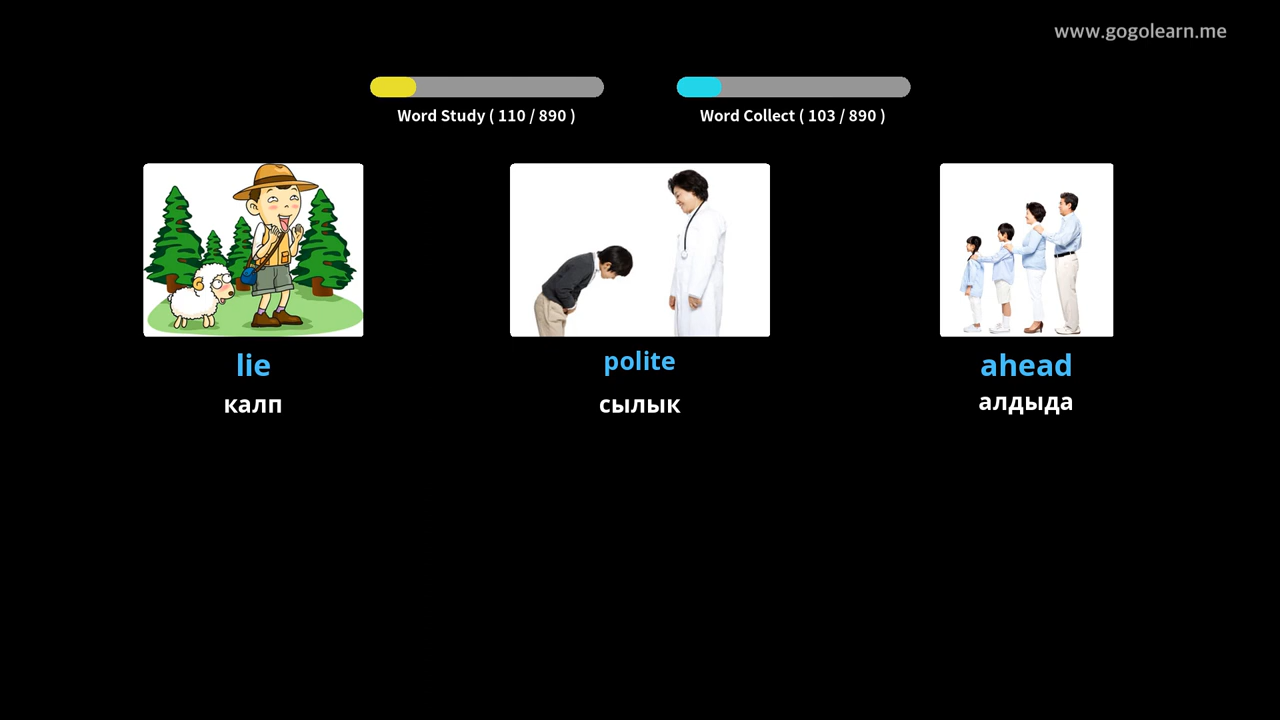 www.gogolearn.me
Word Study ( 110 / 890 )
Word Collect ( 103 / 890 )
lie
polite
ahead
калп
сылык
алдыда